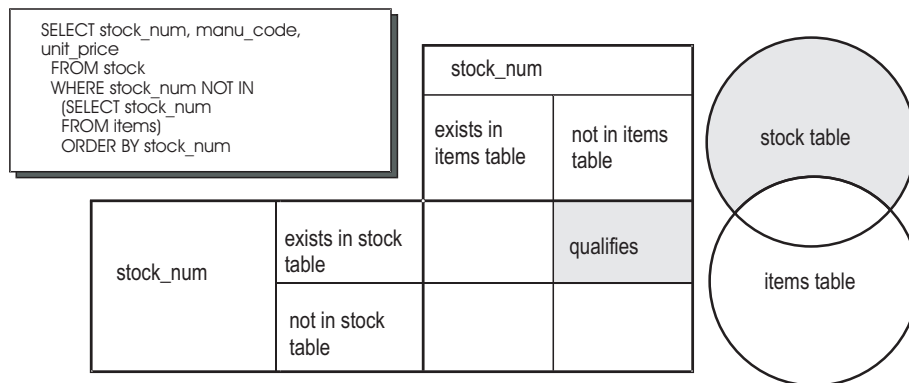 SELECT stock_num, manu_code,
unit_price
FROM stock
WHERE stock_num NOT IN
(SELECT stock_num
FROM items)
ORDER BY stock_num
stock_num
exists in
items table
not in items
table
stock_num
exists in stock
table
qualifies
not in stock
table
stock table
items table